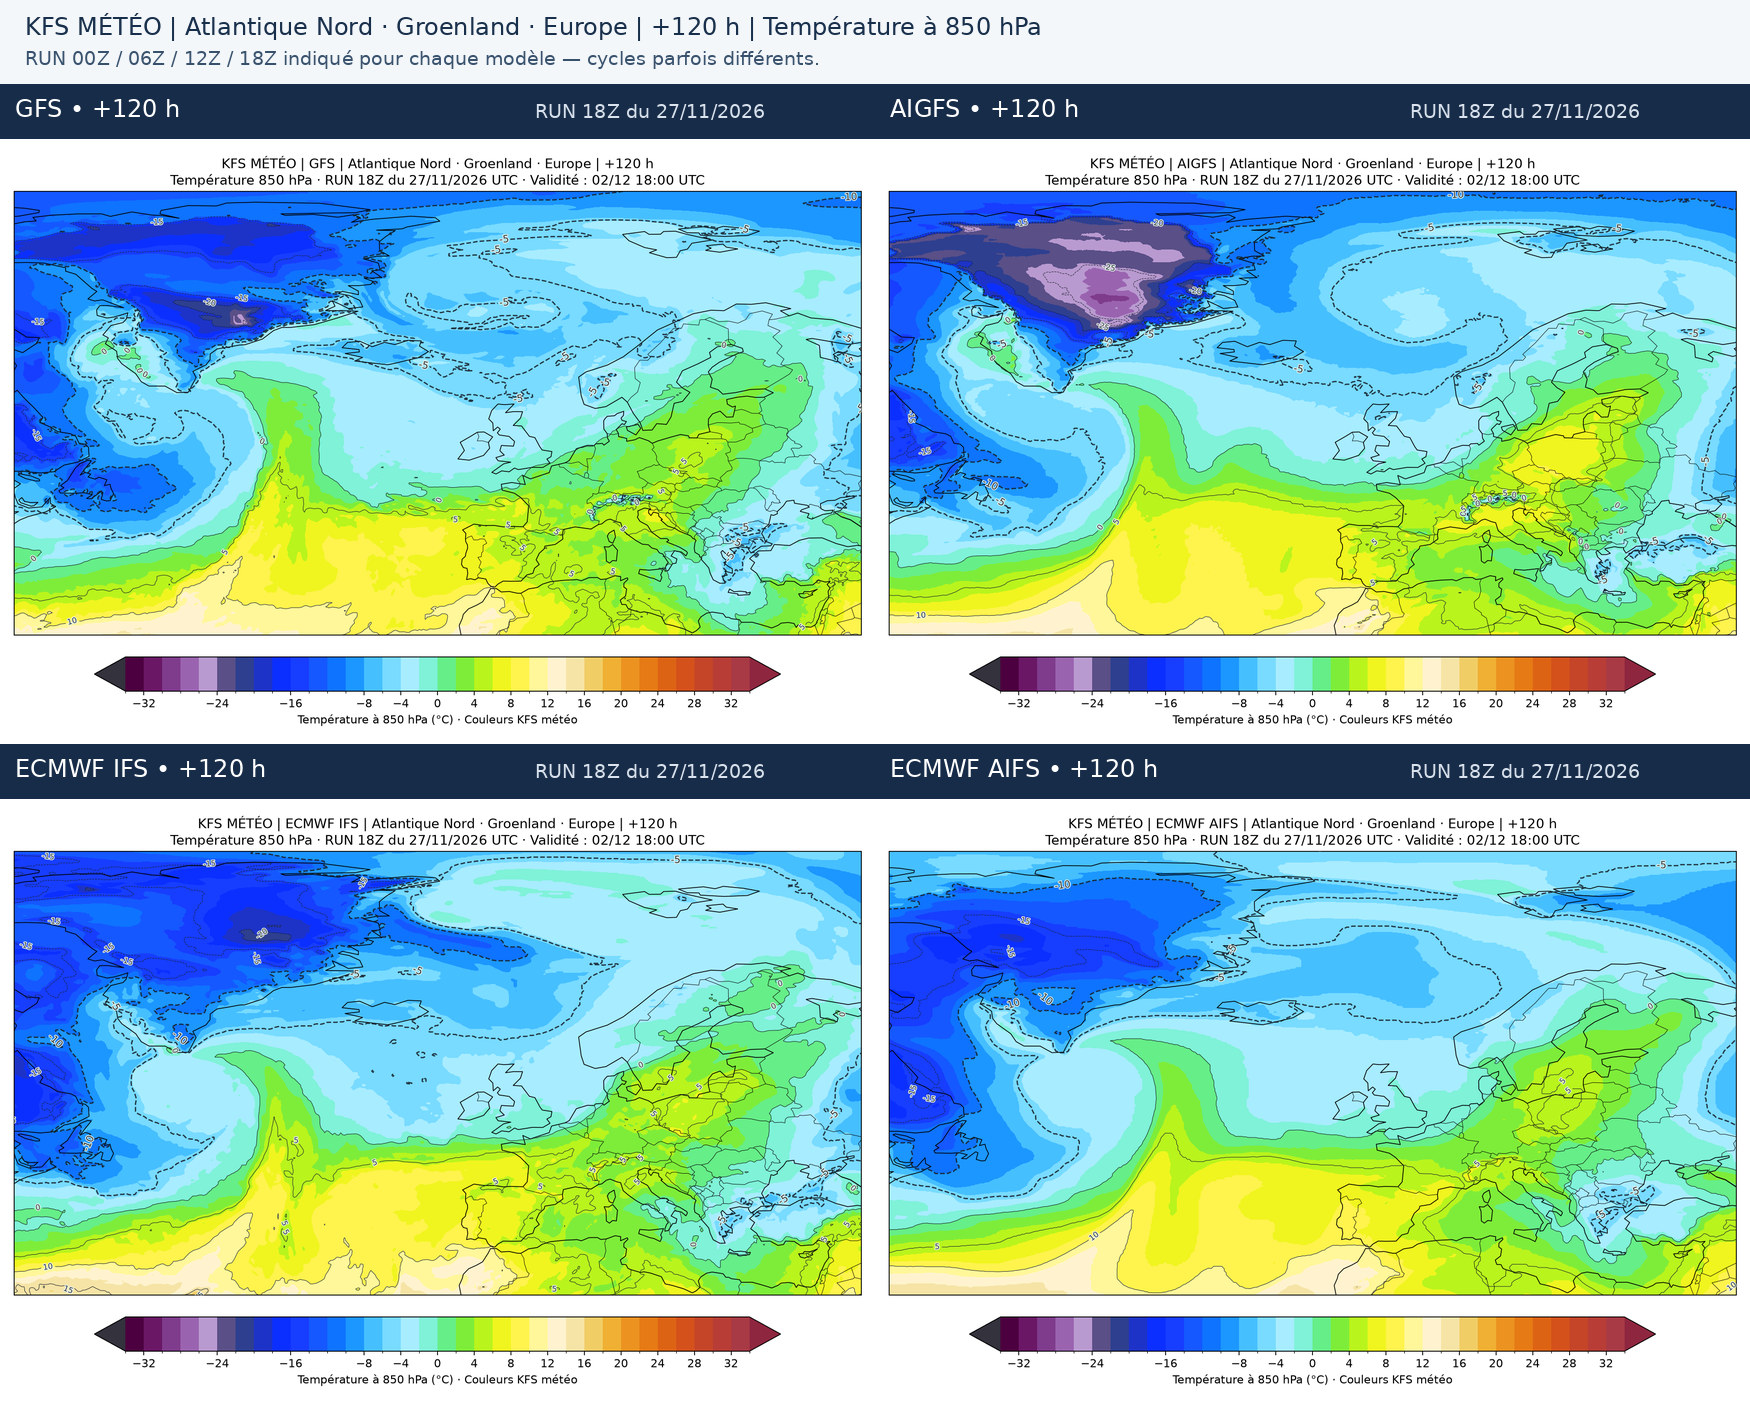 KFS MÉTÉO | Atlantique Nord · Groenland · Europe | +120 h | Température à 850 hPa
RUN 00Z / 06Z / 12Z / 18Z indiqué pour chaque modèle — cycles parfois différents.
GFS • +120 h
RUN 18Z du 27/11/2026
AIGFS • +120 h
RUN 18Z du 27/11/2026
KFS MÉTÉO | GFS | Atlantique Nord · Groenland · Europe | +120 h
Température 850 hPa · RUN 18Z du 27/11/2026 UTC · Validité : 02/12 18:00 UTC
KFS MÉTÉO | AIGFS | Atlantique Nord · Groenland · Europe | +120 h
Température 850 hPa · RUN 18Z du 27/11/2026 UTC · Validité : 02/12 18:00 UTC
−32 −24 −16 −8 −4 0 4 8 12 16 20 24 28 32
Température à 850 hPa (°C) · Couleurs KFS météo
−32 −24 −16 −8 −4 0 4 8 12 16 20 24 28 32
Température à 850 hPa (°C) · Couleurs KFS météo
ECMWF IFS • +120 h
RUN 18Z du 27/11/2026
ECMWF AIFS • +120 h
RUN 18Z du 27/11/2026
KFS MÉTÉO | ECMWF IFS | Atlantique Nord · Groenland · Europe | +120 h
Température 850 hPa · RUN 18Z du 27/11/2026 UTC · Validité : 02/12 18:00 UTC
KFS MÉTÉO | ECMWF AIFS | Atlantique Nord · Groenland · Europe | +120 h
Température 850 hPa · RUN 18Z du 27/11/2026 UTC · Validité : 02/12 18:00 UTC
−32 −24 −16 −8 −4 0 4 8 12 16 20 24 28 32
Température à 850 hPa (°C) · Couleurs KFS météo
−32 −24 −16 −8 −4 0 4 8 12 16 20 24 28 32
Température à 850 hPa (°C) · Couleurs KFS météo